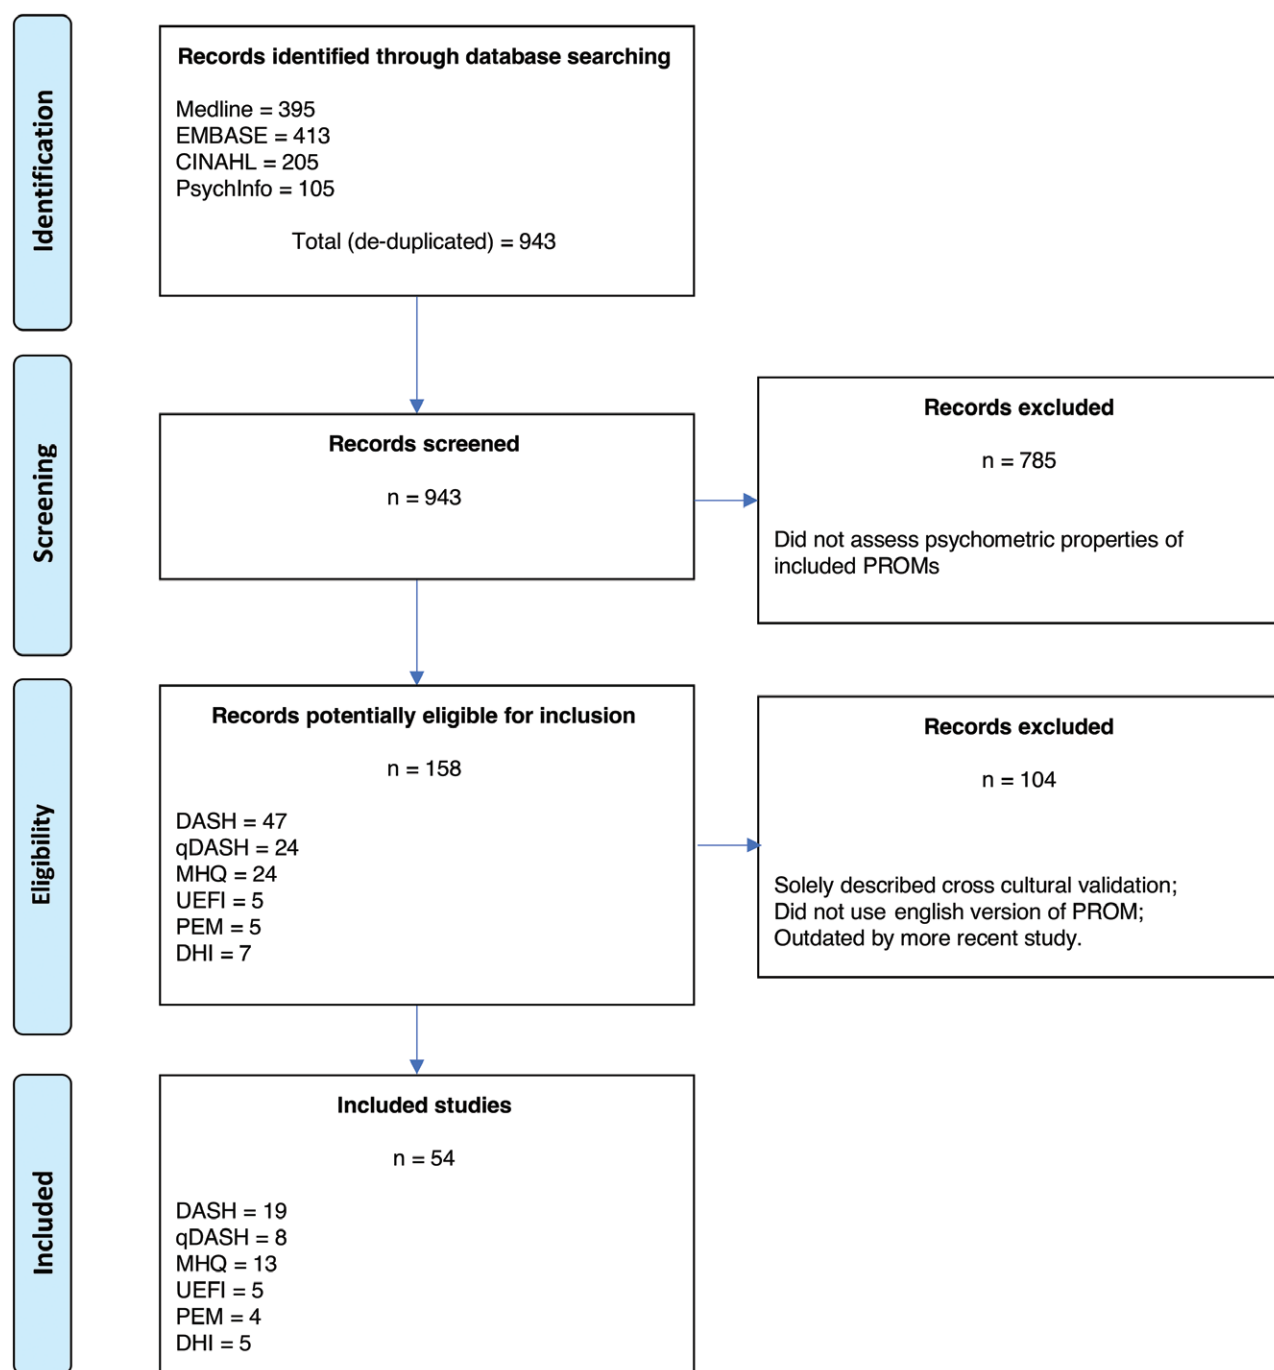 Identification
Records identified through database searching
Medline = 395
EMBASE = 413
CINAHL = 205
PsychInfo = 105
Total (de-duplicated) = 943
Screening
Records screened
n = 943
Records excluded
n = 785
Did not assess psychometric properties of
included PROMs
Eligibility
Records potentially eligible for inclusion
n = 158
DASH = 47
qDASH = 24
MHQ = 24
UEFI = 5
PEM = 5
DHI = 7
Records excluded
n = 104
Solely described cross cultural validation;
Did not use english version of PROM;
Outdated by more recent study.
Included
Included studies
n = 54
DASH = 19
qDASH = 8
MHQ = 13
UEFI = 5
PEM = 4
DHI = 5